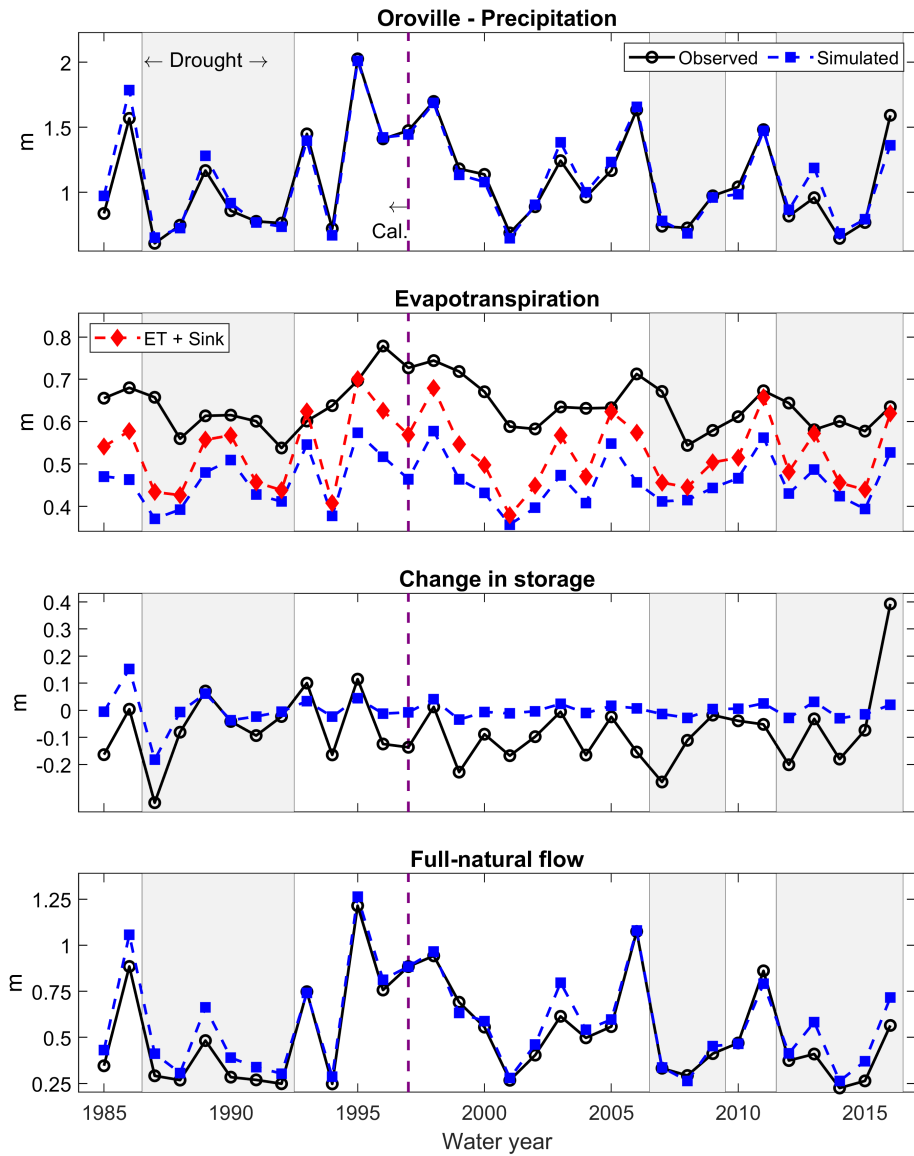 Oroville - Precipitation
← Drought →
Observed
Simulated
2
1.5
1
m
←
Cal.
Evapotranspiration
ET + Sink
0.8
0.7
0.6
0.5
0.4
m
Change in storage
0.4
0.3
0.2
0.1
0
-0.1
-0.2
m
Full-natural flow
1.25
1
0.75
0.5
0.25
m
1985 1990 1995 2000 2005 2010 2015
Water year